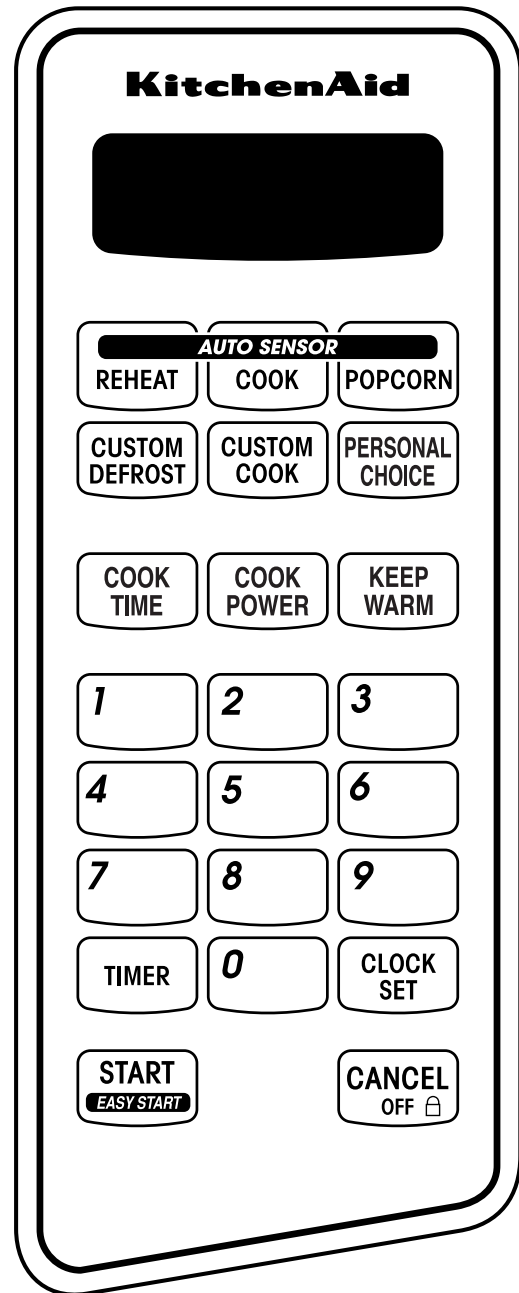 KitchenAid
AUTO SENSOR
REHEAT COOK POPCORN
CUSTOM DEFROST CUSTOM COOK PERSONAL CHOICE
COOK TIME COOK POWER KEEP WARM
1 2 3
4 5 6
7 8 9
TIMER 0 CLOCK SET
START CANCEL
EASY START OFF